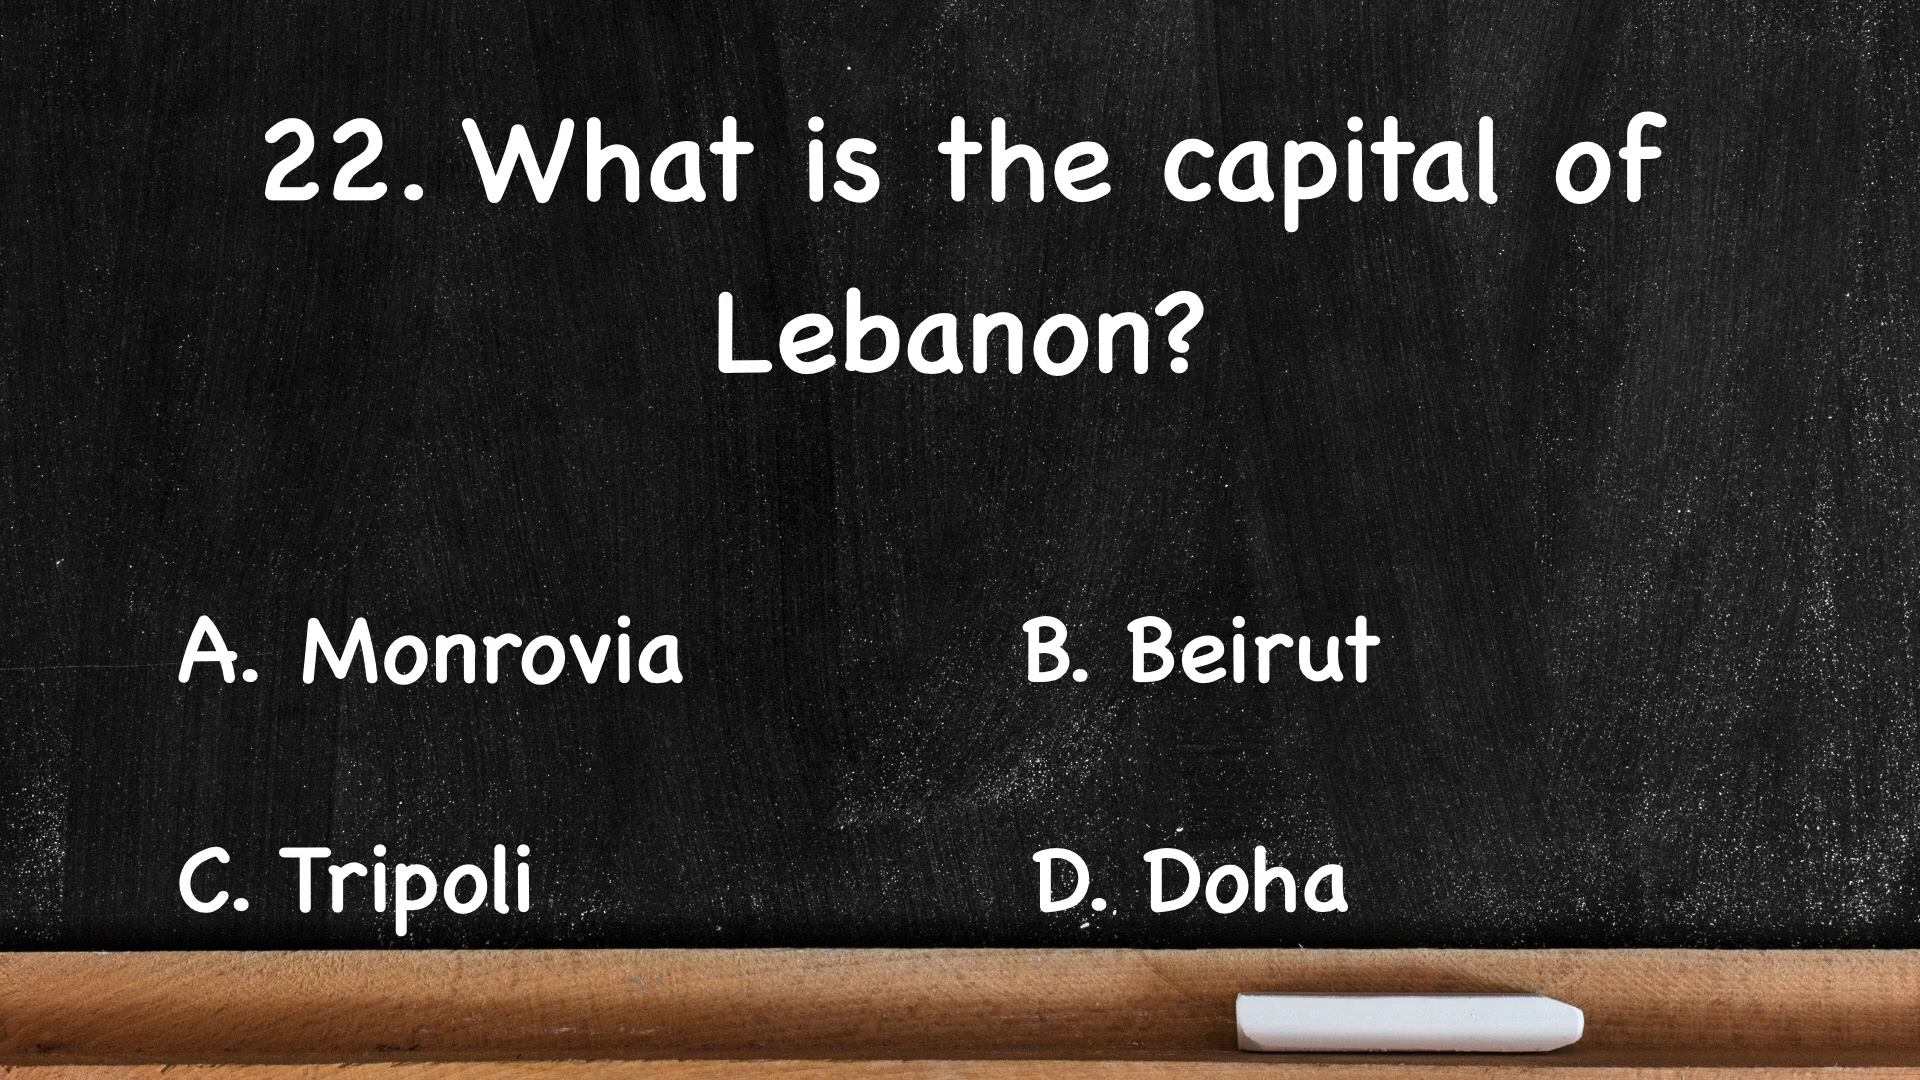 22. What is the capital of
Lebanon?
A. Monrovia
B. Beirut
C. Tripoli
D. Doha